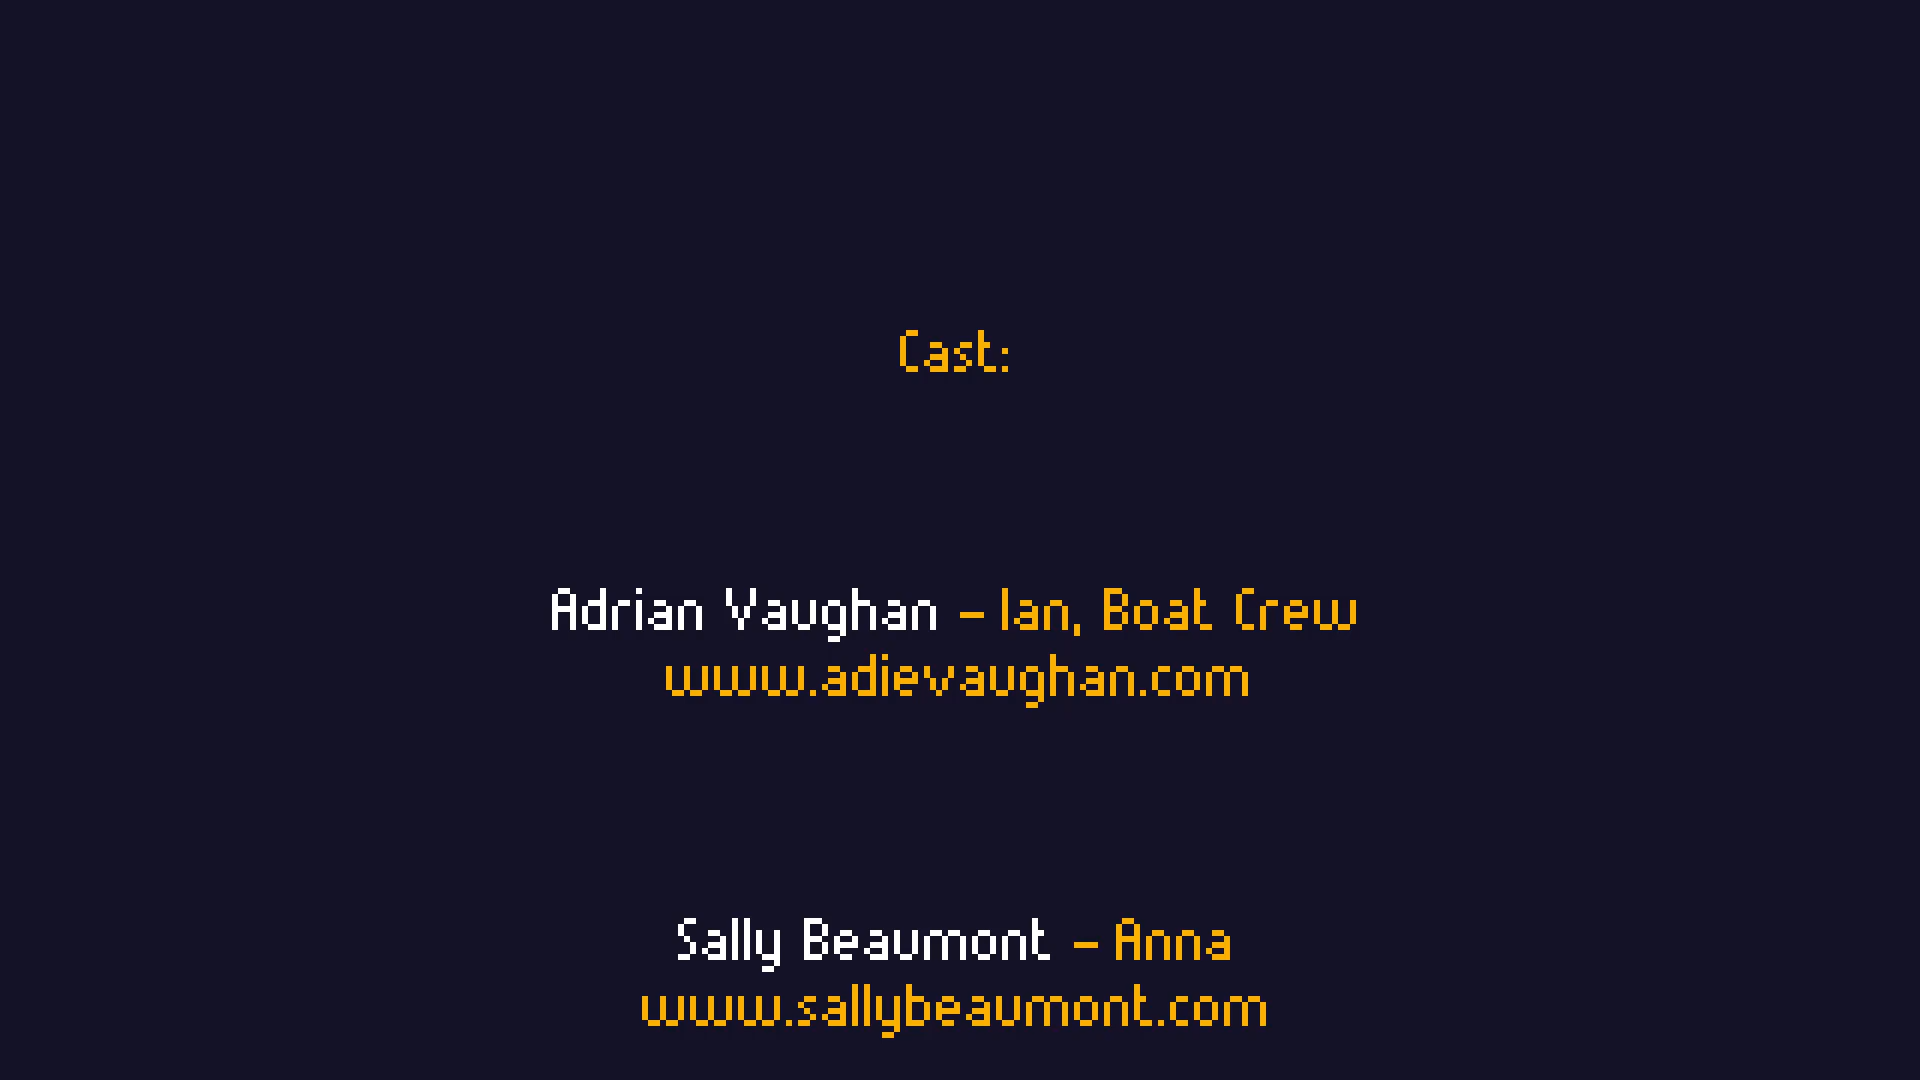 Cast:
Adrian Vaughan - Ian, Boat Crew
www.adievaughan.com
Sally Beaumont - Anna
www.sallybeaumont.com